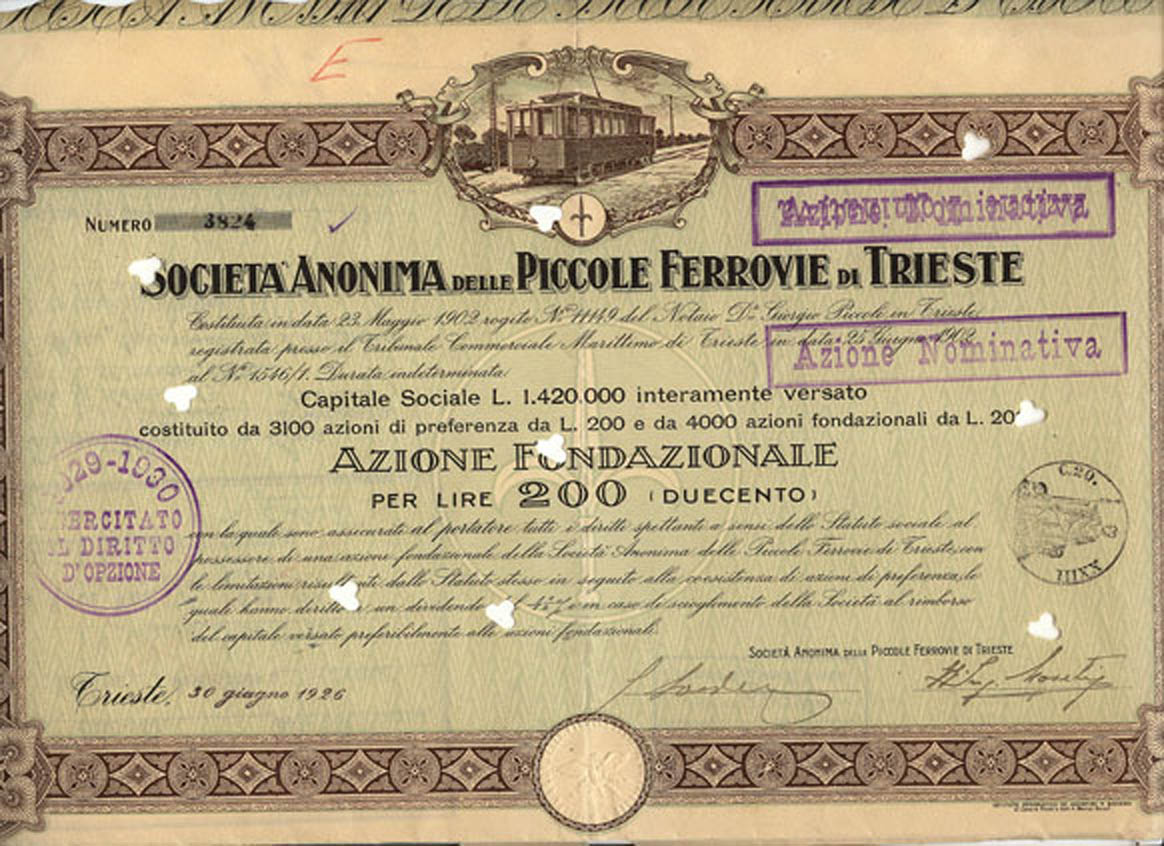 E
NUMERO 3824
Azione Nominativa
SOCIETA ANONIMA DELLE PICCOLE FERROVIE DI TRIESTE
Costituita in data 23 Maggio 1902 rogito Nº 11149 del Notaio Dr. Giorgio Piccoli in Trieste,
registrata presso il Tribunale Commerciale Marittimo di Trieste in data 25 Giugno 1902
al Nº 1546/1. Durata indeterminata
Azione Nominativa
Capitale Sociale L. 1.420.000 interamente versato
costituito da 3100 azioni di preferenza da L. 200 e da 4000 azioni fondazionali da L. 20
AZIONE FONDAZIONALE
PER LIRE 200 (DUECENTO)
1929-1930
ESERCITATO
IL DIRITTO
D'OPZIONE
C.20.
XXIII
con la quale sono assicurati al portatore tutti i diritti spettanti a sensi dello Statuto sociale al
possessore di una azione fondazionale della Società Anonima delle Piccole Ferrovie di Trieste, con
le limitazioni risultante dallo Statuto stesso in seguito alla coesistenza di azioni di preferenza, le
quali hanno diritto un dividendo e in caso di scioglimento della Società al rimborso
del capitale versato preferibilmente alle azioni fondazionali.
SOCIETÀ ANONIMA DELLE PICCOLE FERROVIE DI TRIESTE
Trieste, 30 giugno 1926